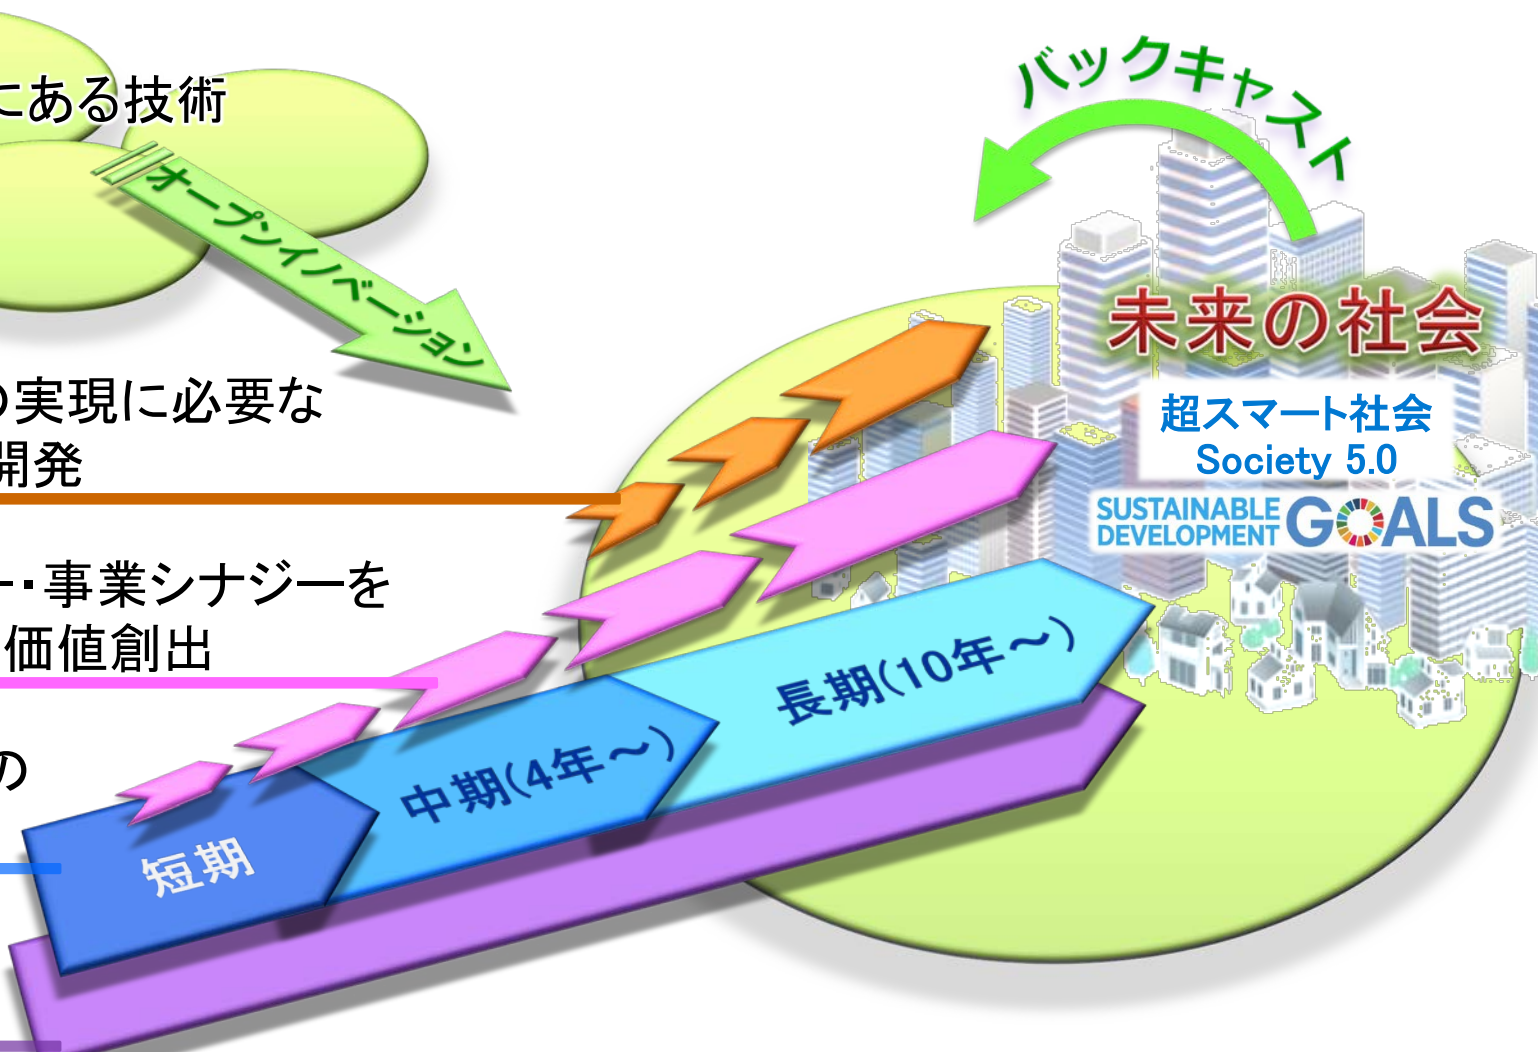 にある技術
バックキャスト
オープンイノベーション
未来の社会
の実現に必要な
開発
超スマート社会
Society 5.0
SUSTAINABLE
DEVELOPMENT GOALS
ー・事業シナジーを
価値創出
の
長期(10年～)
中期(4年～)
短期